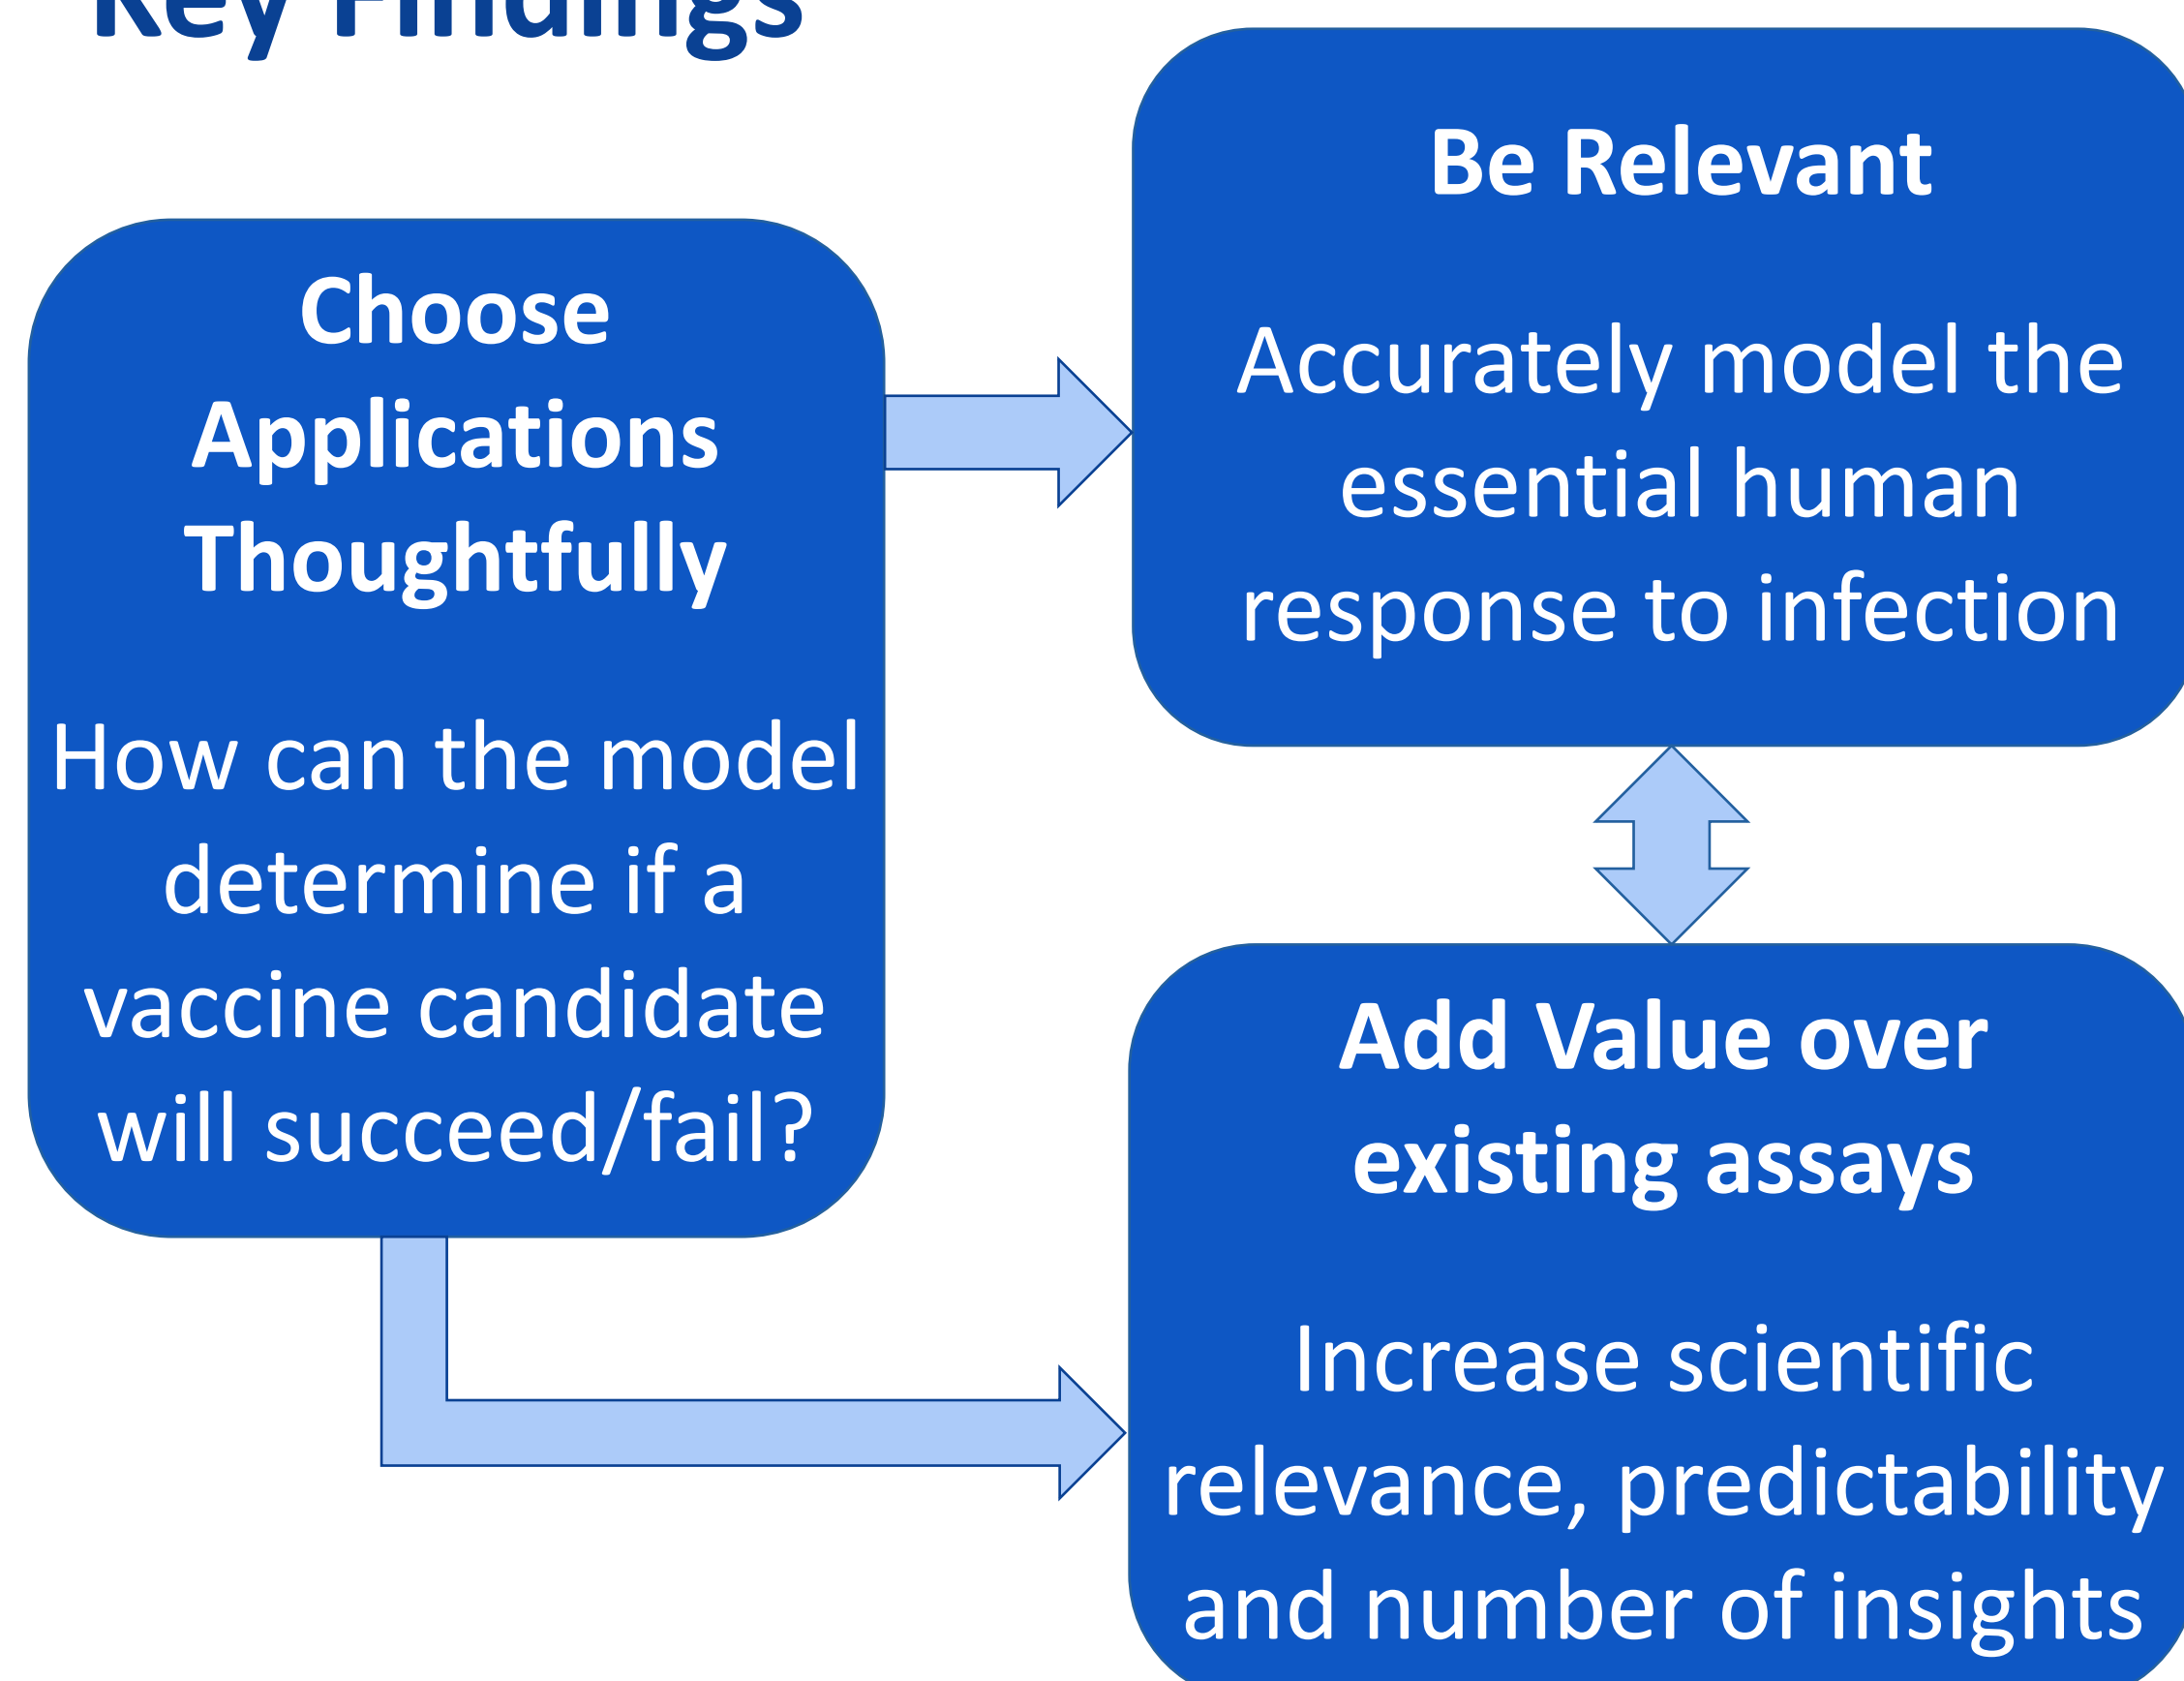 Key Findings
Choose
Applications
Thoughtfully
How can the model
determine if a
vaccine candidate
will succeed/fail?
Be Relevant
Accurately model the
essential human
response to infection
Add Value over
existing assays
Increase scientific
relevance, predictability
and number of insights